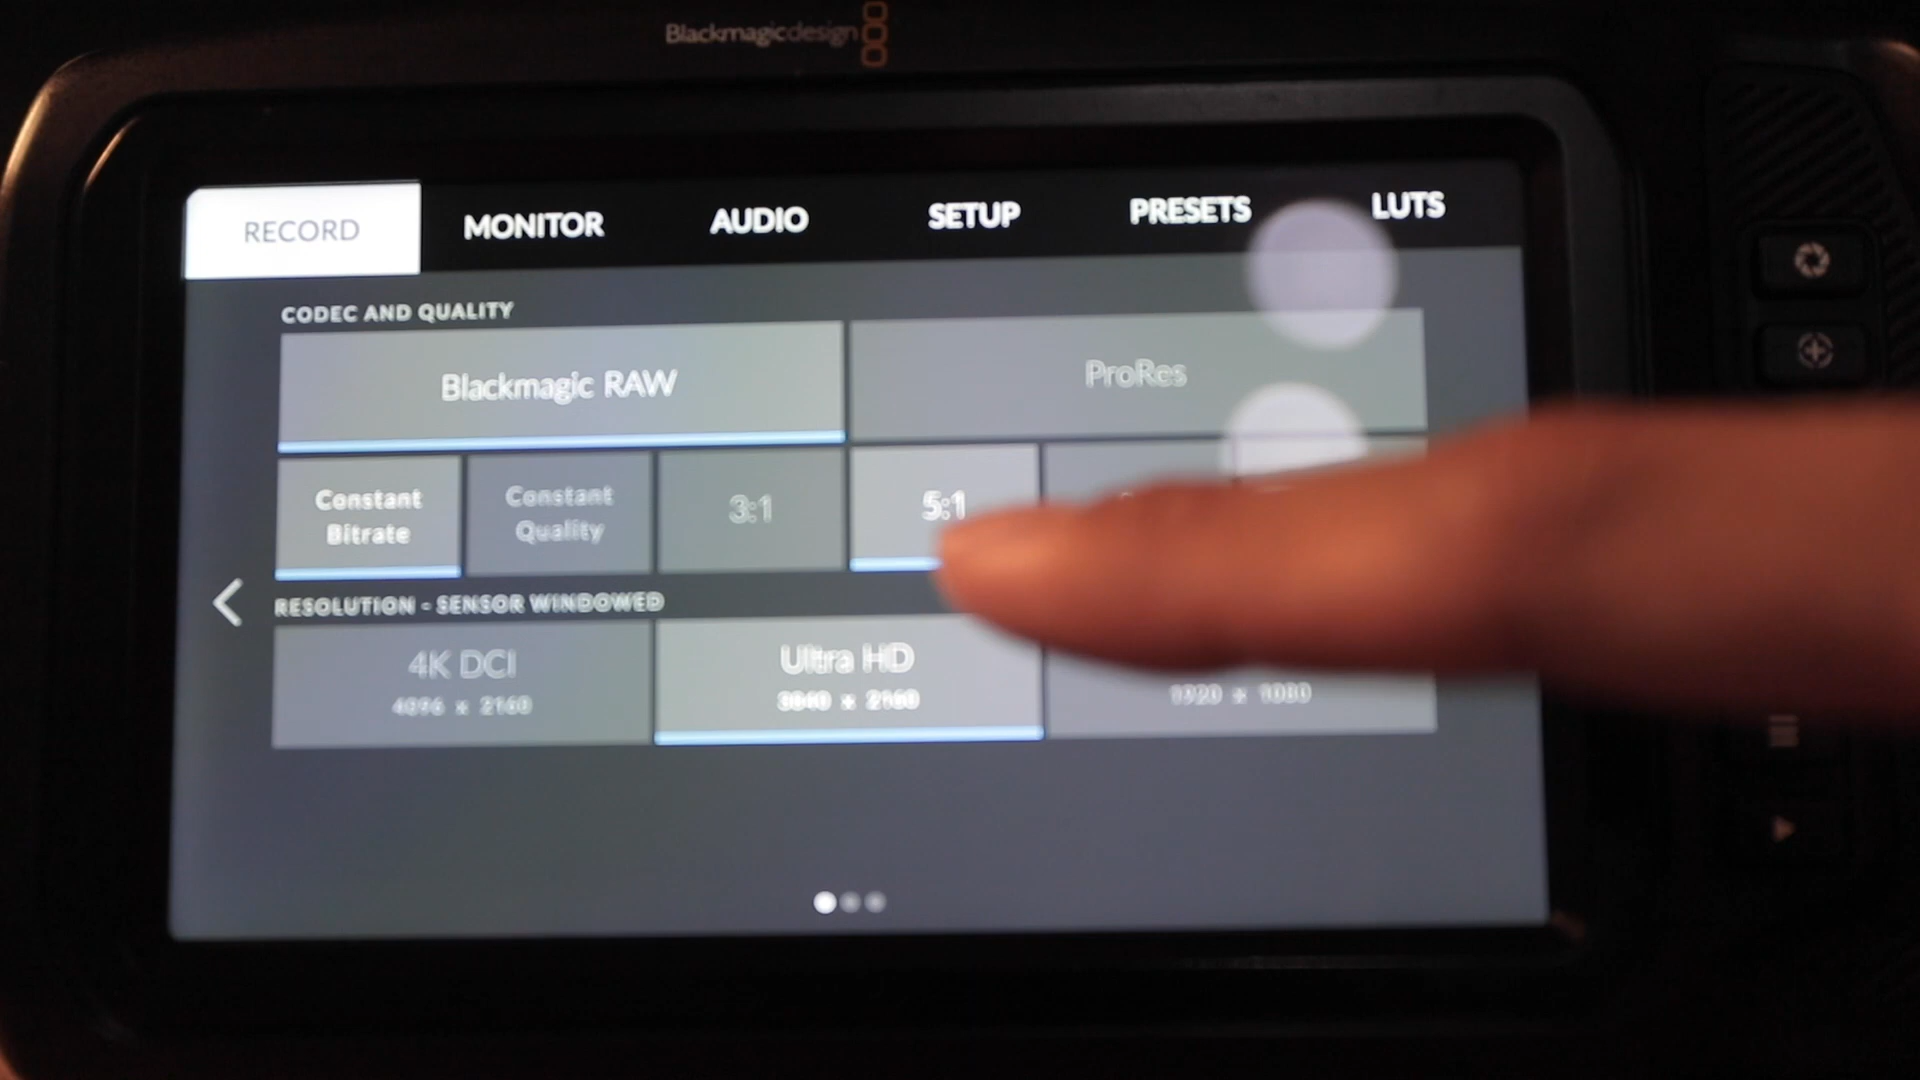 Blackmagicdesign
RECORD MONITOR AUDIO SETUP PRESETS LUTS
CODEC AND QUALITY
Blackmagic RAW ProRes
Constant Bitrate Constant Quality 3:1 5:1
RESOLUTION - SENSOR WINDOWED
4K DCI Ultra HD
4096 x 2160 3840 x 2160 1920 x 1080